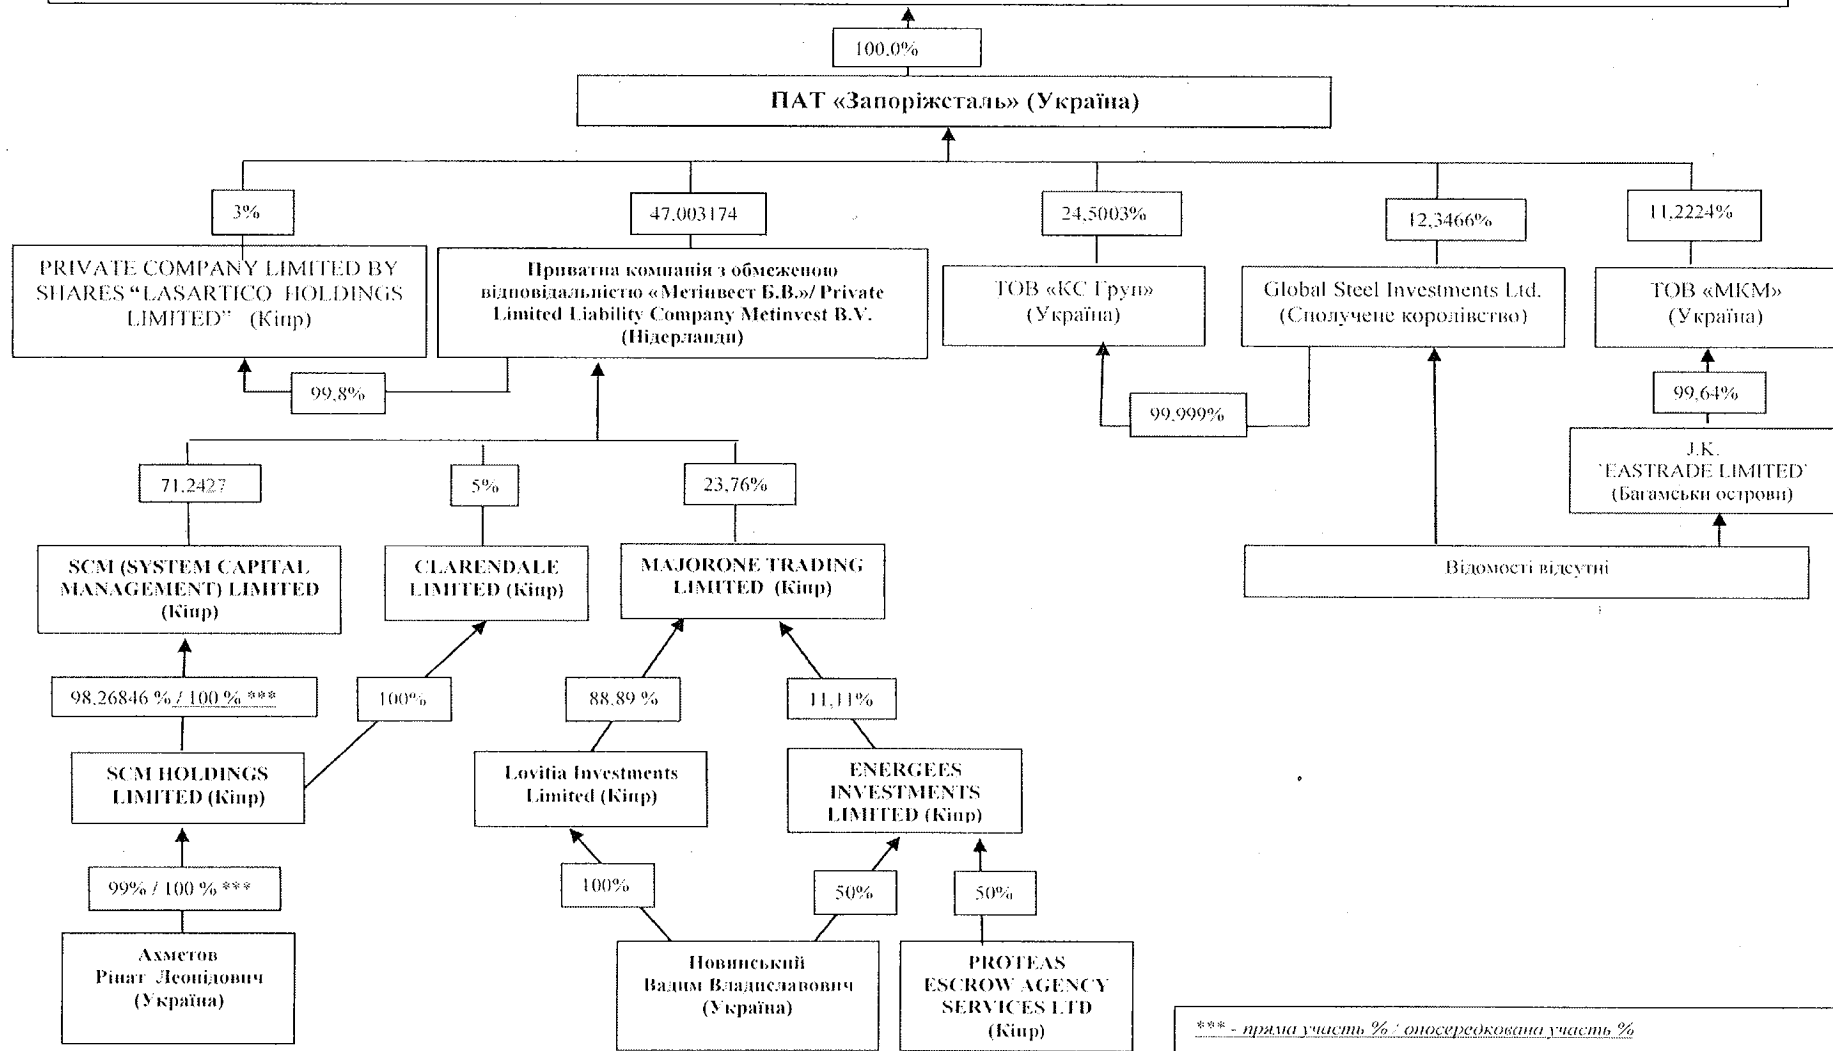 100,0%
ПАТ «Запоріжсталь» (Україна)
3%
47,003174
24,5003%
12,3466%
11,2224%
PRIVATE COMPANY LIMITED BY
SHARES “LASARTICO HOLDINGS
LIMITED” (Кіпр)
Приватна компанія з обмеженою
відповідальністю «Метінвест Б.В.»/ Private
Limited Liability Company Metinvest B.V.
(Нідерланди)
ТОВ «КС Груп»
(Україна)
Global Steel Investments Ltd.
(Сполучене королівство)
ТОВ «МКМ»
(Україна)
99,8%
99,999%
99,64%
J.K.
'EASTRADE LIMITED'
(Багамськи острови)
71,2427
5%
23,76%
SCM (SYSTEM CAPITAL
MANAGEMENT) LIMITED
(Кіпр)
CLARENDALE
LIMITED (Кіпр)
MAJORONE TRADING
LIMITED (Кіпр)
Відомості відсутні
98,26846 % / 100 % ***
100%
88,89 %
11,11%
SCM HOLDINGS
LIMITED (Кіпр)
Lovitia Investments
Limited (Кіпр)
ENERGEES
INVESTMENTS
LIMITED (Кіпр)
99% / 100 % ***
100%
50%
50%
Ахметов
Рінат Леонідович
(Україна)
Новинський
Вадим Владиславович
(Україна)
PROTEAS
ESCROW AGENCY
SERVICES LTD
(Кіпр)
*** - пряма участь % / опосередкована участь %